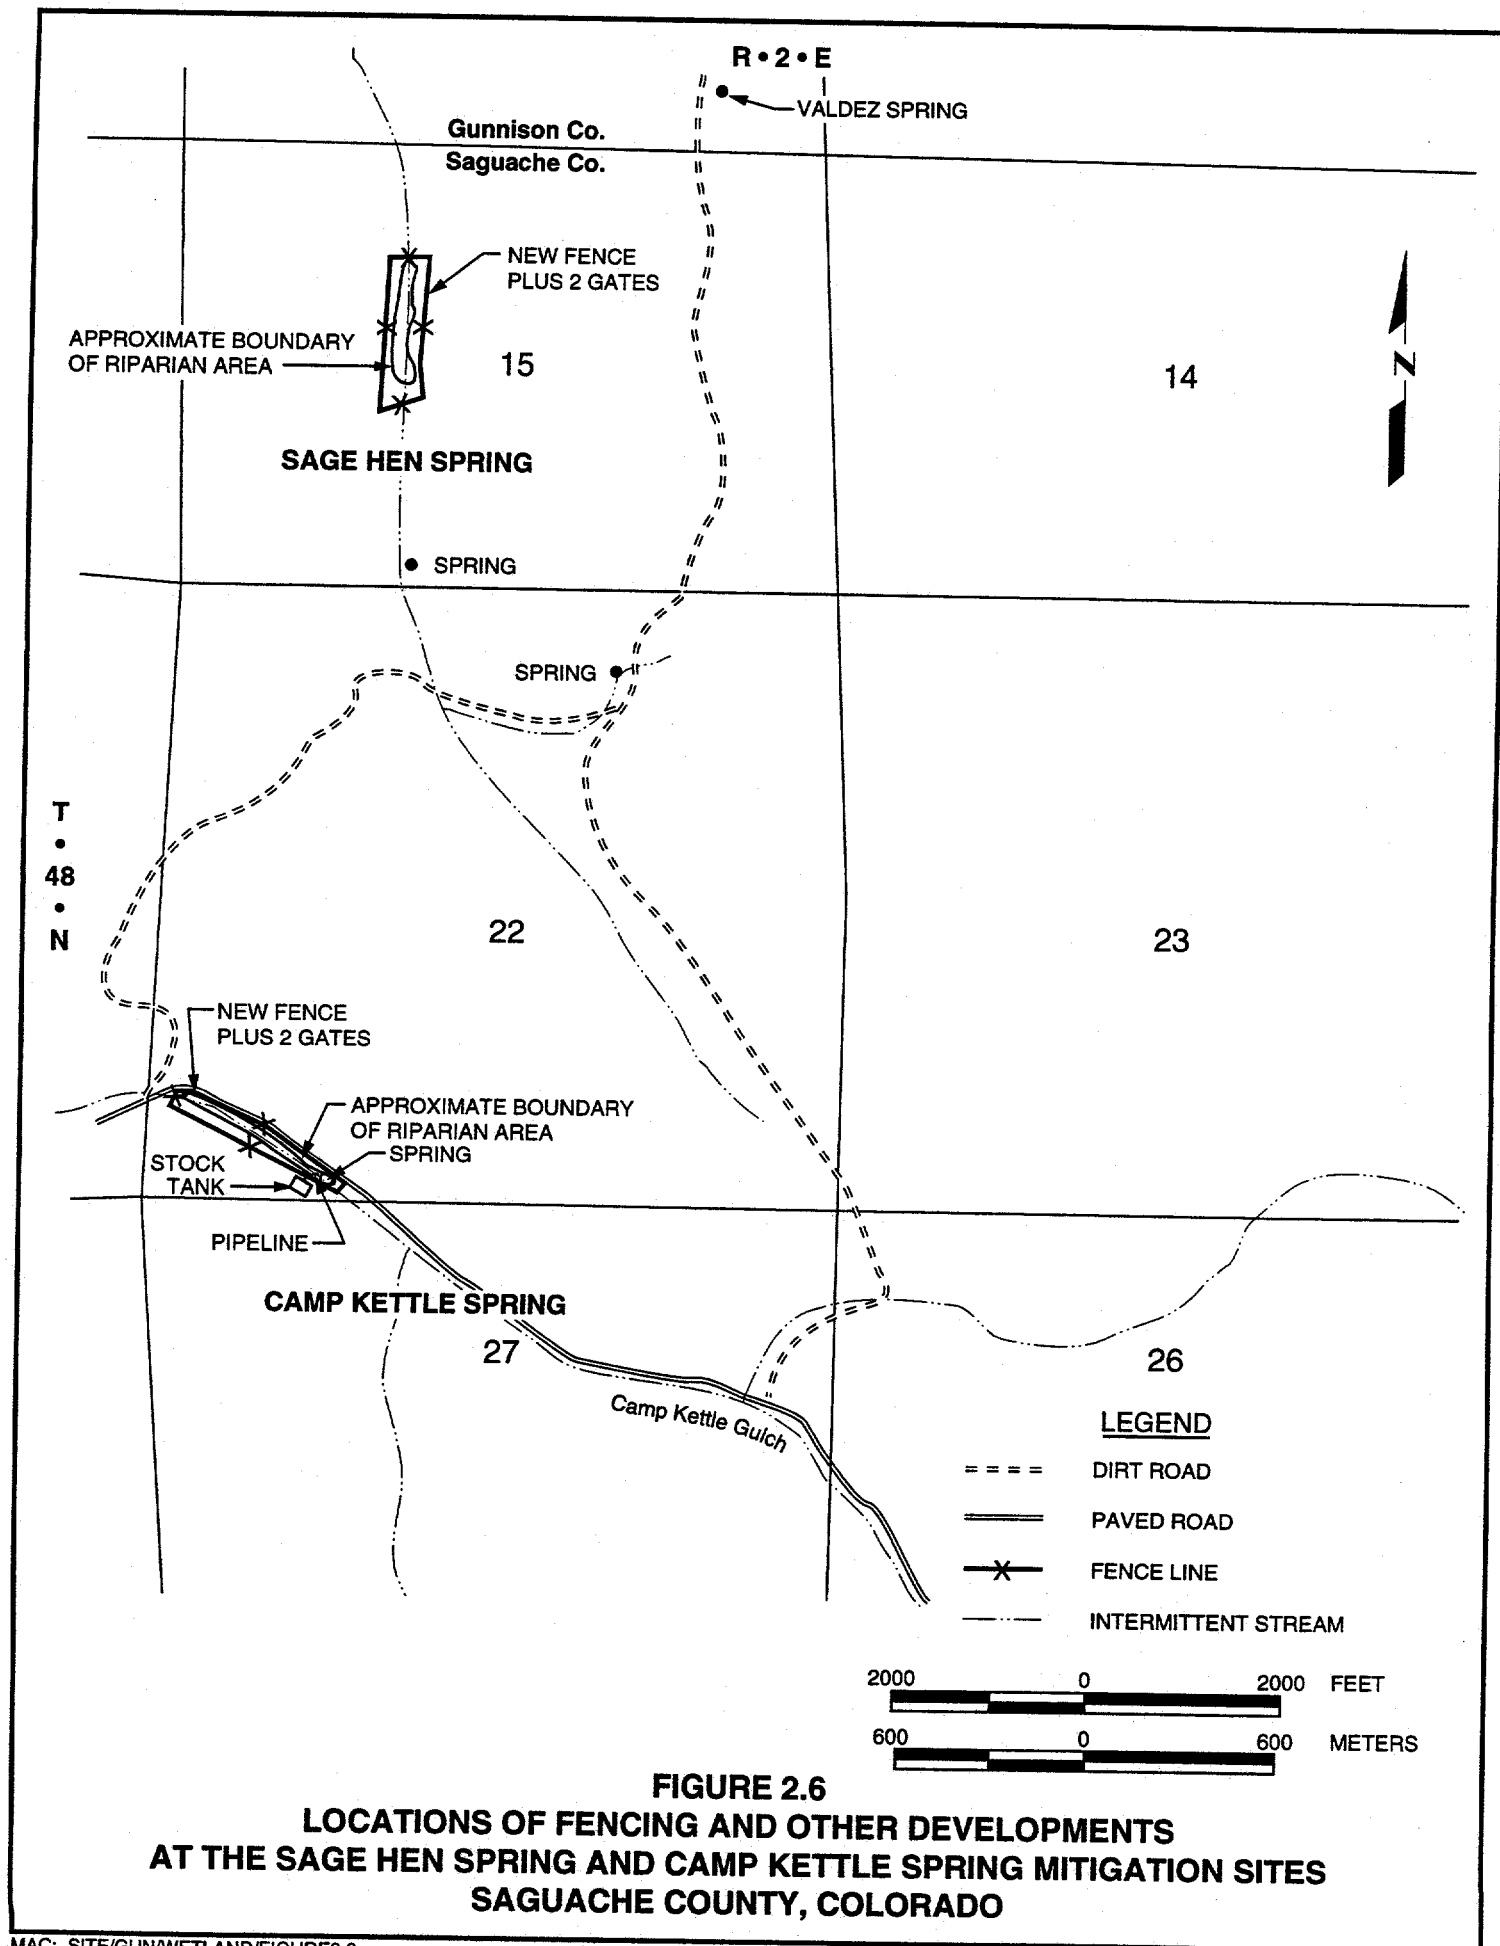 R • 2 • E
VALDEZ SPRING
Gunnison Co.
Saguache Co.
NEW FENCE
PLUS 2 GATES
APPROXIMATE BOUNDARY
OF RIPARIAN AREA
15
14
N
SAGE HEN SPRING
SPRING
SPRING
T
•
48
•
N
22
23
NEW FENCE
PLUS 2 GATES
APPROXIMATE BOUNDARY
OF RIPARIAN AREA
SPRING
STOCK
TANK
PIPELINE
CAMP KETTLE SPRING
27
26
Camp Kettle Gulch
LEGEND
DIRT ROAD
PAVED ROAD
FENCE LINE
INTERMITTENT STREAM
2000 0 2000 FEET
600 0 600 METERS
FIGURE 2.6
LOCATIONS OF FENCING AND OTHER DEVELOPMENTS
AT THE SAGE HEN SPRING AND CAMP KETTLE SPRING MITIGATION SITES
SAGUACHE COUNTY, COLORADO